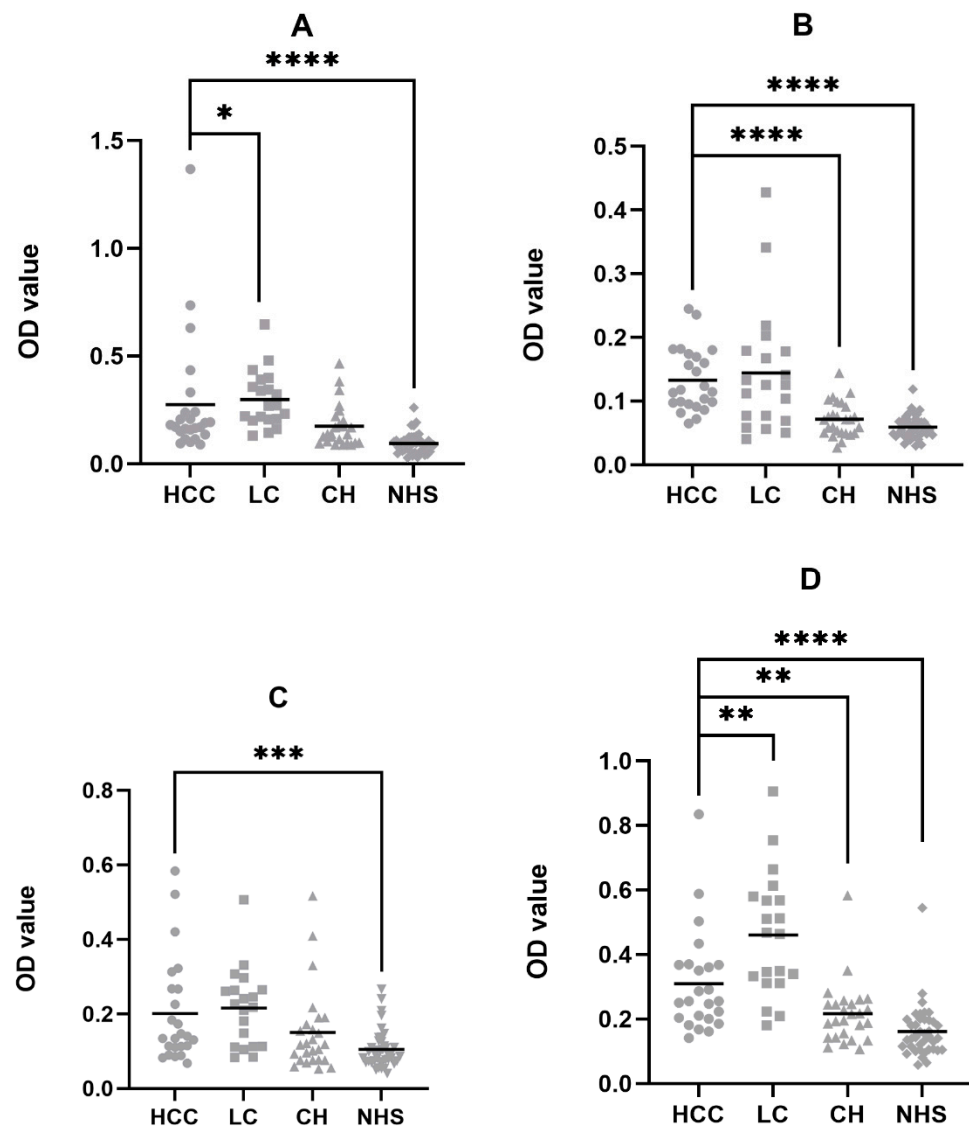 A
****
*
OD value
1.5
1.0
0.5
0.0
HCC LC CH NHS
B
****
****
OD value
0.5
0.4
0.3
0.2
0.1
0.0
HCC LC CH NHS
C
***
OD value
0.8
0.6
0.4
0.2
0.0
HCC LC CH NHS
D
****
**
**
OD value
1.0
0.8
0.6
0.4
0.2
0.0
HCC LC CH NHS